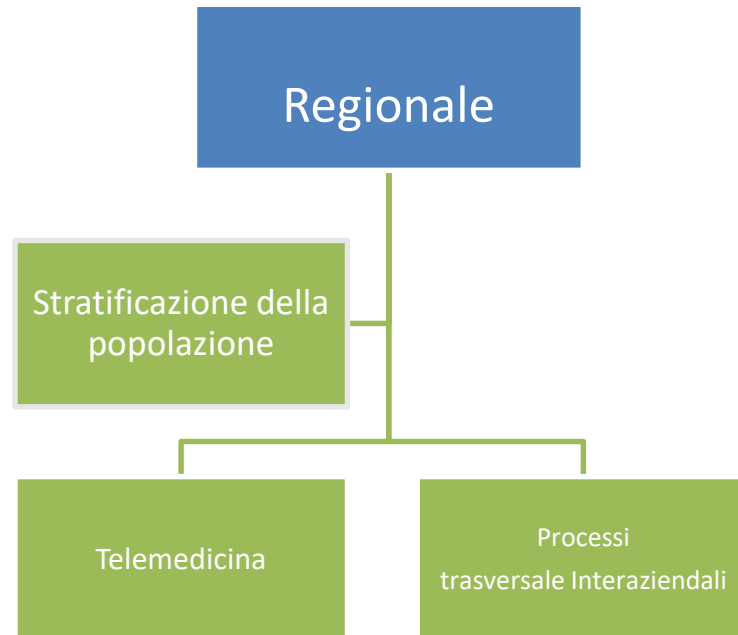 Regionale
Stratificazione della
popolazione
Telemedicina
Processi
trasversale Interaziendali